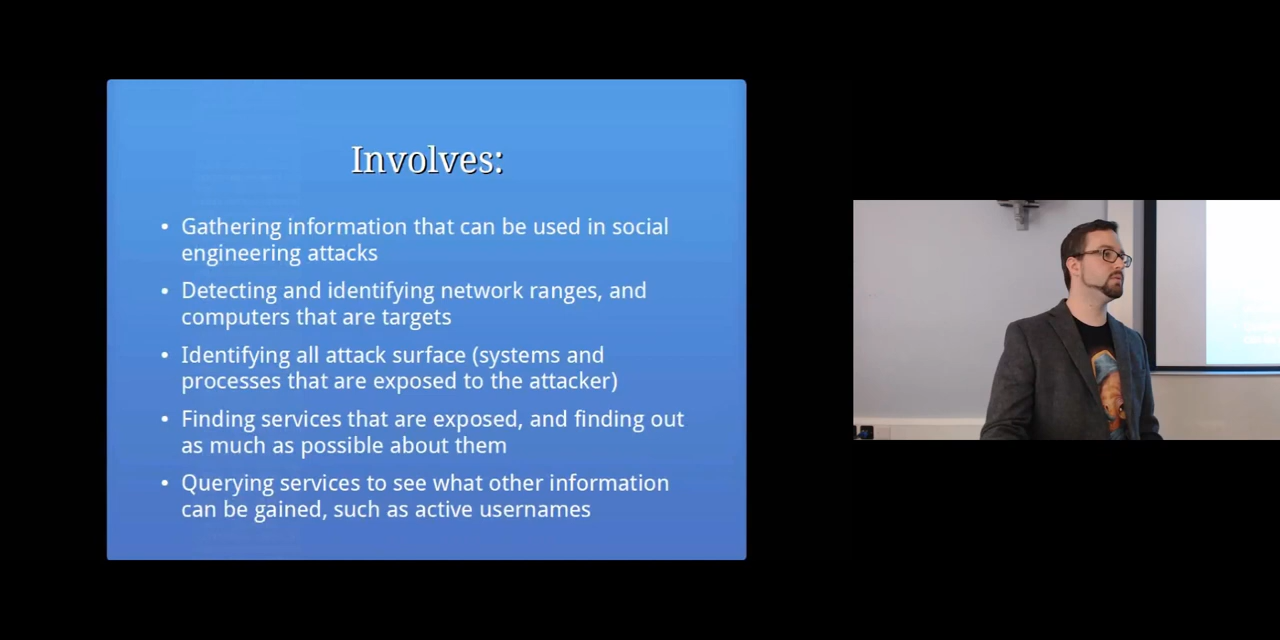 Involves:
• Gathering information that can be used in social
engineering attacks
• Detecting and identifying network ranges, and
computers that are targets
• Identifying all attack surface (systems and
processes that are exposed to the attacker)
• Finding services that are exposed, and finding out
as much as possible about them
• Querying services to see what other information
can be gained, such as active usernames